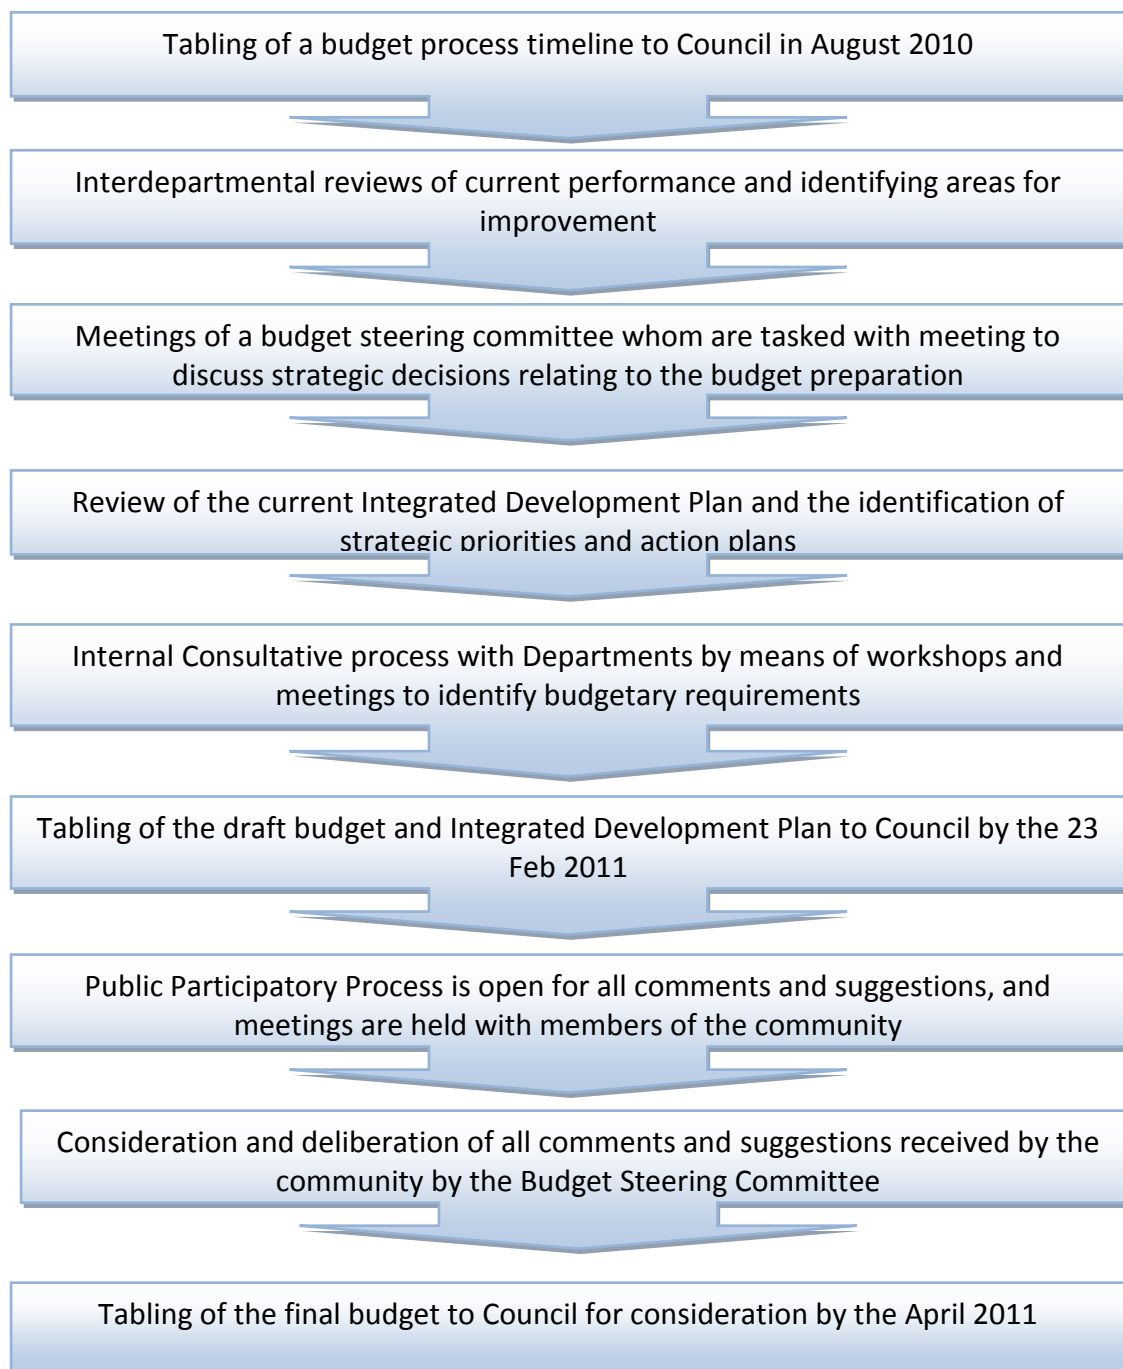 Tabling of a budget process timeline to Council in August 2010
Interdepartmental reviews of current performance and identifying areas for
improvement
Meetings of a budget steering committee whom are tasked with meeting to
discuss strategic decisions relating to the budget preparation
Review of the current Integrated Development Plan and the identification of
strategic priorities and action plans
Internal Consultative process with Departments by means of workshops and
meetings to identify budgetary requirements
Tabling of the draft budget and Integrated Development Plan to Council by the 23
Feb 2011
Public Participatory Process is open for all comments and suggestions, and
meetings are held with members of the community
Consideration and deliberation of all comments and suggestions received by the
community by the Budget Steering Committee
Tabling of the final budget to Council for consideration by the April 2011